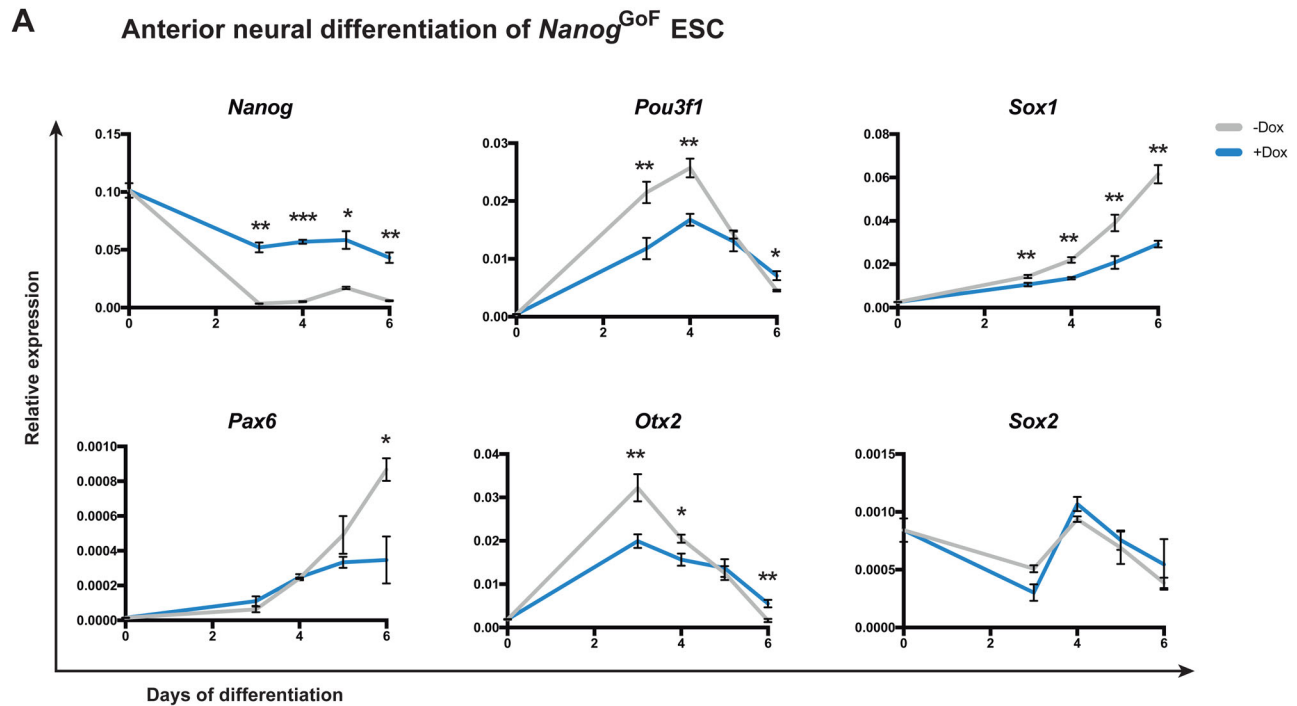 A
Anterior neural differentiation of NanogGoF ESC
Nanog
0.15
0.10
0.05
0.00
** *** * **
0 2 4 6
Pou3f1
0.03
0.02
0.01
0.00
** ** *
0 2 4 6
Sox1
0.08
0.06
0.04
0.02
0.00
** ** ** **
0 2 4 6
-Dox
+Dox
Relative expression
Pax6
0.0010
0.0008
0.0006
0.0004
0.0002
0.0000
*
0 2 4 6
Otx2
0.04
0.03
0.02
0.01
0.00
** * **
0 2 4 6
Sox2
0.0015
0.0010
0.0005
0.0000
0 2 4 6
Days of differentiation